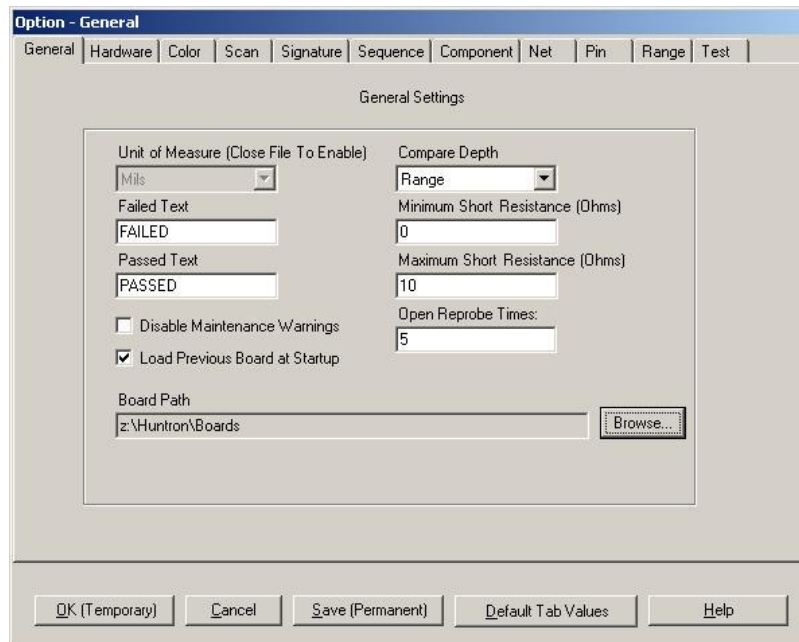 Option - General
General Hardware Color Scan Signature Sequence Component Net Pin Range Test
General Settings
Unit of Measure (Close File To Enable)
Mils
Failed Text
FAILED
Passed Text
PASSED
Disable Maintenance Warnings
Load Previous Board at Startup
Compare Depth
Range
Minimum Short Resistance (Ohms)
0
Maximum Short Resistance (Ohms)
10
Open Reprobe Times:
5
Board Path
z:\Huntron\Boards
Browse...
OK (Temporary) Cancel Save (Permanent) Default Tab Values Help